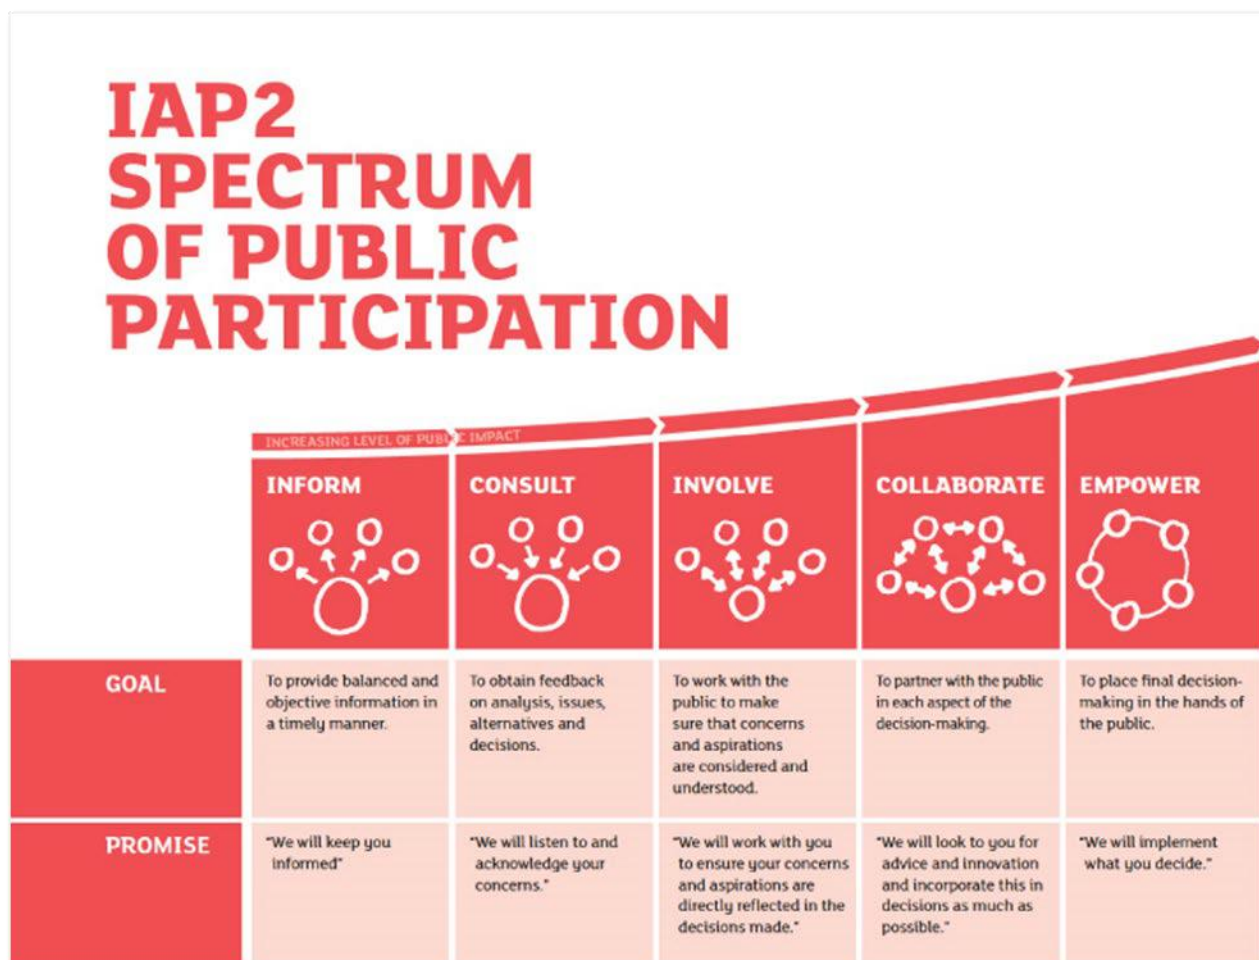 IAP2
SPECTRUM
OF PUBLIC
PARTICIPATION
INCREASING LEVEL OF PUBLIC IMPACT
INFORM
CONSULT
INVOLVE
COLLABORATE
EMPOWER
GOAL
To provide balanced and
objective information in
a timely manner.
To obtain feedback
on analysis, issues,
alternatives and
decisions.
To work with the
public to make
sure that concerns
and aspirations
are considered and
understood.
To partner with the public
in each aspect of the
decision-making.
To place final decision-
making in the hands of
the public.
PROMISE
"We will keep you
informed"
"We will listen to and
acknowledge your
concerns."
"We will work with you
to ensure your concerns
and aspirations are
directly reflected in the
decisions made."
"We will look to you for
advice and innovation
and incorporate this in
decisions as much as
possible."
"We will implement
what you decide."